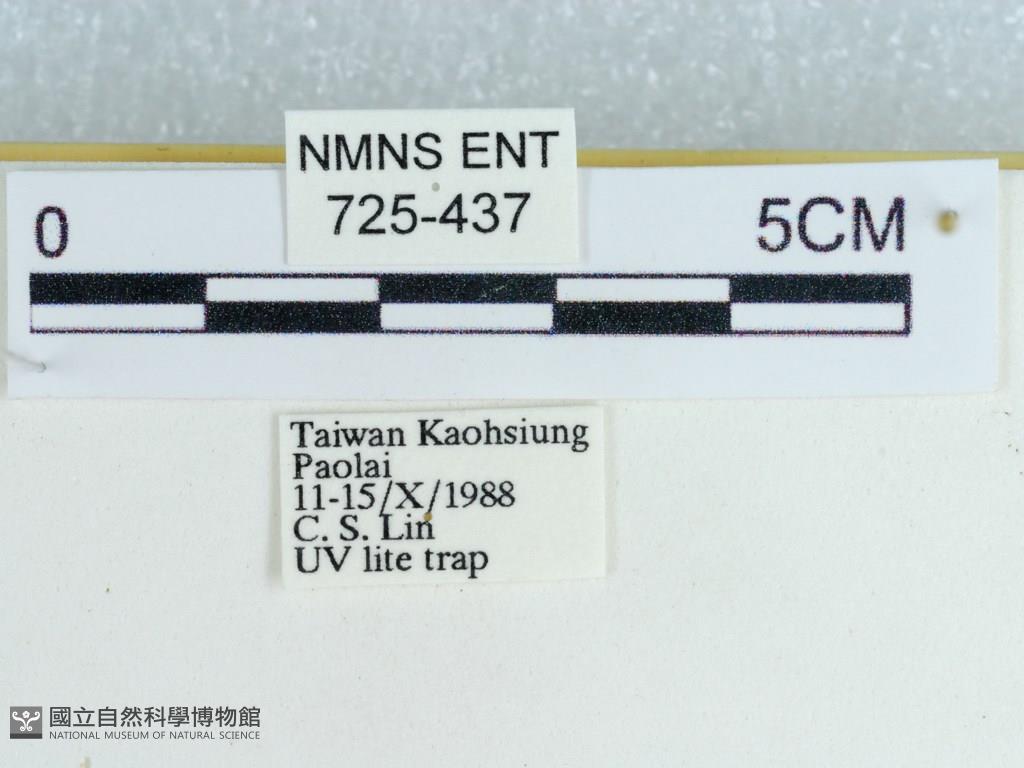 NMNS ENT
725-437
0 5CM
Taiwan Kaohsiung
Paolai
11-15/X/1988
C. S. Lin
UV lite trap
國立自然科學博物館
NATIONAL MUSEUM OF NATURAL SCIENCE